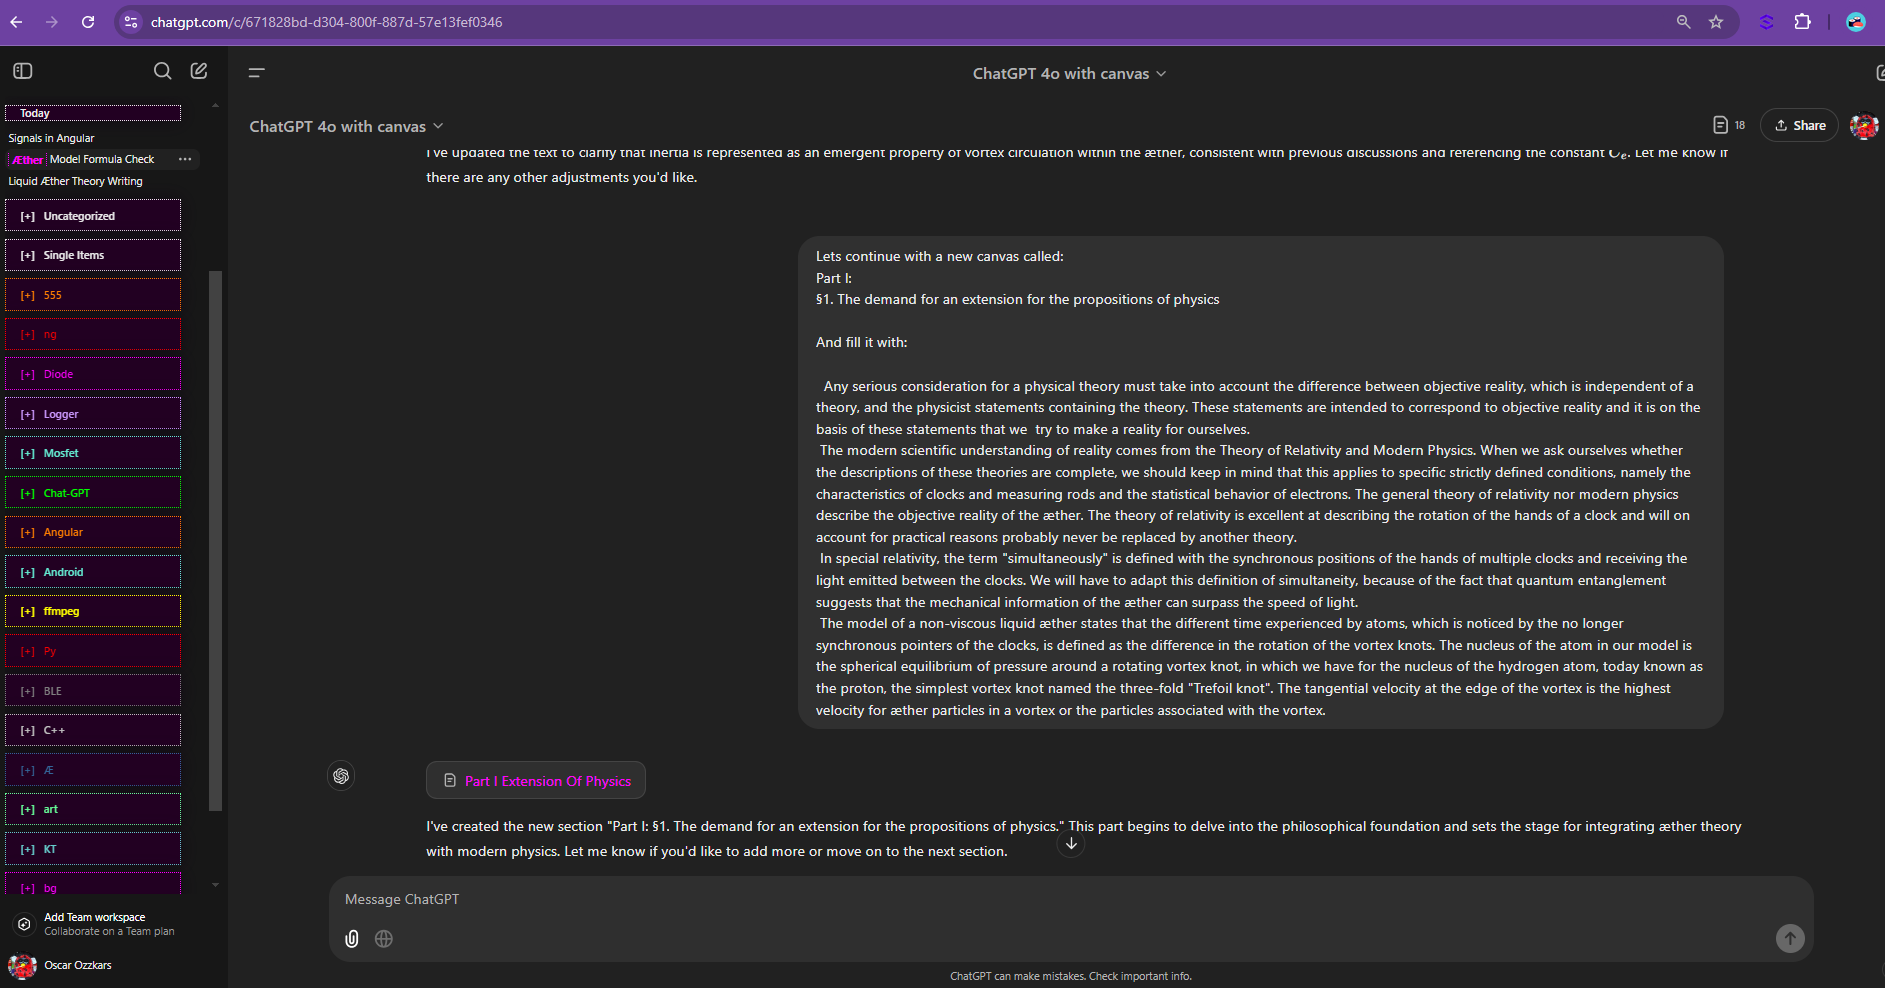 chatgpt.com/c/671828bd-d304-800f-887d-57e13fef0346
ChatGPT 4o with canvas
Today
Signals in Angular
Æther Model Formula Check
Liquid Æther Theory Writing
[+] Uncategorized
[+] Single Items
[+] 555
[+] ng
[+] Diode
[+] Logger
[+] Mosfet
[+] Chat-GPT
[+] Angular
[+] Android
[+] ffmpeg
[+] Py
[+] BLE
[+] C++
[+] Æ
[+] art
[+] KT
[+] bg
Add Team workspace
Collaborate on a Team plan
Oscar Ozzkars
ChatGPT 4o with canvas
18
Share
I've updated the text to clarify that inertia is represented as an emergent property of vortex circulation within the æther, consistent with previous discussions and referencing the constant Cₑ. Let me know if
there are any other adjustments you'd like.
Lets continue with a new canvas called:
Part I:
§1. The demand for an extension for the propositions of physics
And fill it with:
Any serious consideration for a physical theory must take into account the difference between objective reality, which is independent of a
theory, and the physicist statements containing the theory. These statements are intended to correspond to objective reality and it is on the
basis of these statements that we try to make a reality for ourselves.
The modern scientific understanding of reality comes from the Theory of Relativity and Modern Physics. When we ask ourselves whether
the descriptions of these theories are complete, we should keep in mind that this applies to specific strictly defined conditions, namely the
characteristics of clocks and measuring rods and the statistical behavior of electrons. The general theory of relativity nor modern physics
describe the objective reality of the æther. The theory of relativity is excellent at describing the rotation of the hands of a clock and will on
account for practical reasons probably never be replaced by another theory.
In special relativity, the term "simultaneously" is defined with the synchronous positions of the hands of multiple clocks and receiving the
light emitted between the clocks. We will have to adapt this definition of simultaneity, because of the fact that quantum entanglement
suggests that the mechanical information of the æther can surpass the speed of light.
The model of a non-viscous liquid æther states that the different time experienced by atoms, which is noticed by the no longer
synchronous pointers of the clocks, is defined as the difference in the rotation of the vortex knots. The nucleus of the atom in our model is
the spherical equilibrium of pressure around a rotating vortex knot, in which we have for the nucleus of the hydrogen atom, today known as
the proton, the simplest vortex knot named the three-fold "Trefoil knot". The tangential velocity at the edge of the vortex is the highest
velocity for æther particles in a vortex or the particles associated with the vortex.
Part I Extension Of Physics
I've created the new section "Part I: §1. The demand for an extension for the propositions of physics." This part begins to delve into the philosophical foundation and sets the stage for integrating æther theory
with modern physics. Let me know if you'd like to add more or move on to the next section.
Message ChatGPT
ChatGPT can make mistakes. Check important info.